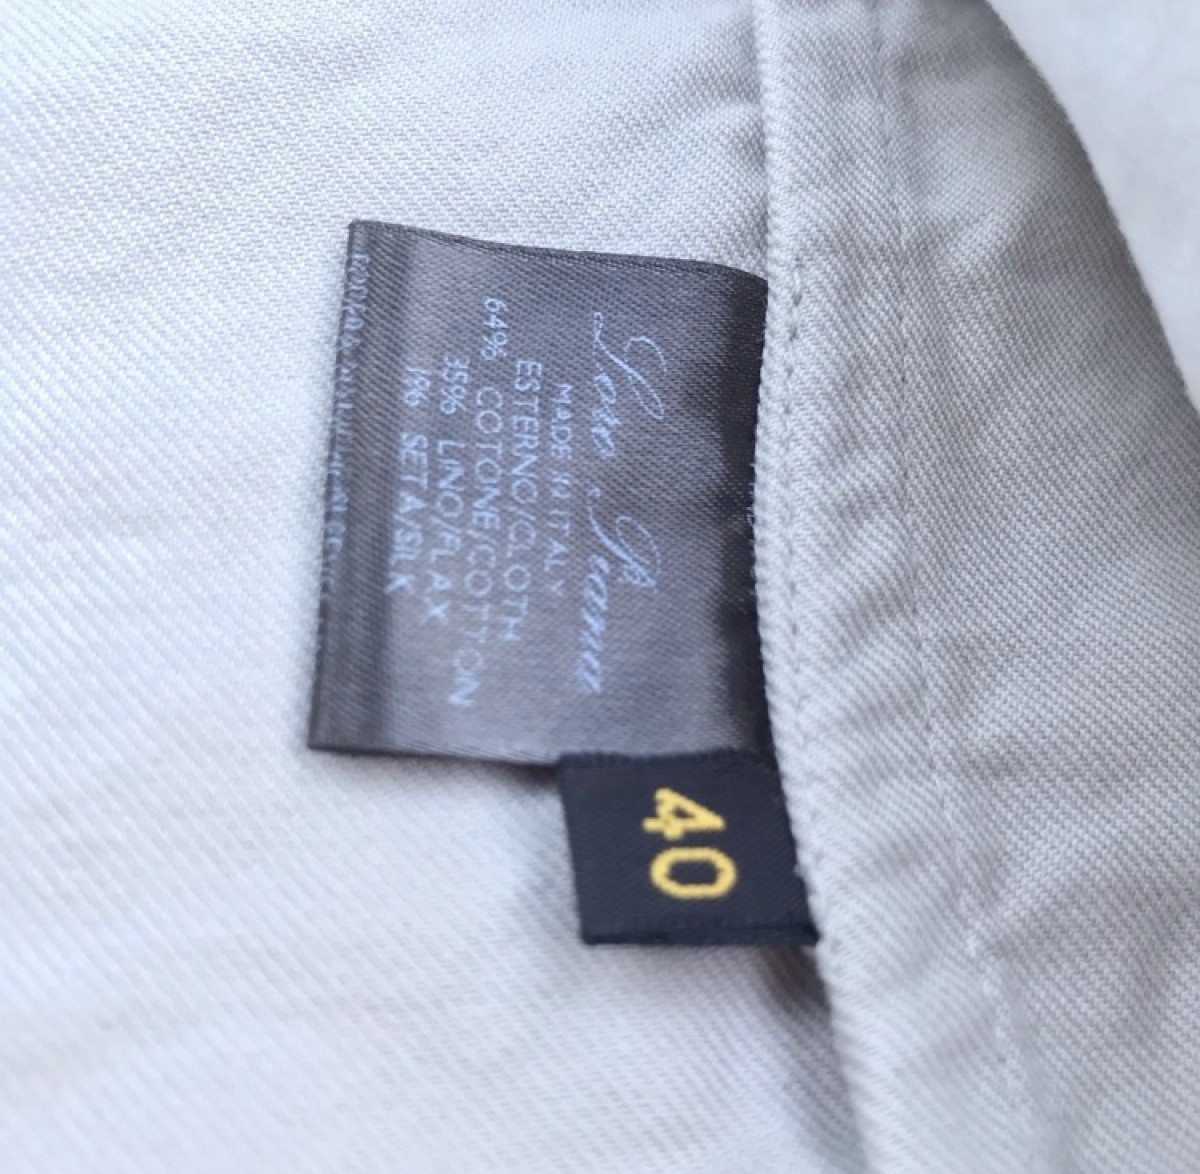 Loro Piana
MADE IN ITALY
ESTERNO/CLOTH
64% COTONE/COTTON
35% LINO/FLAX
1% SETA/SILK
40